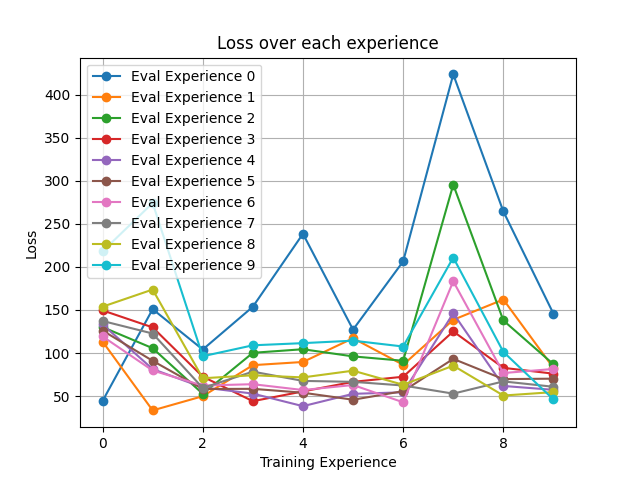 Loss over each experience
Eval Experience 0
Eval Experience 1
Eval Experience 2
Eval Experience 3
Eval Experience 4
Eval Experience 5
Eval Experience 6
Eval Experience 7
Eval Experience 8
Eval Experience 9
Loss
400
350
300
250
200
150
100
50
0 2 4 6 8
Training Experience